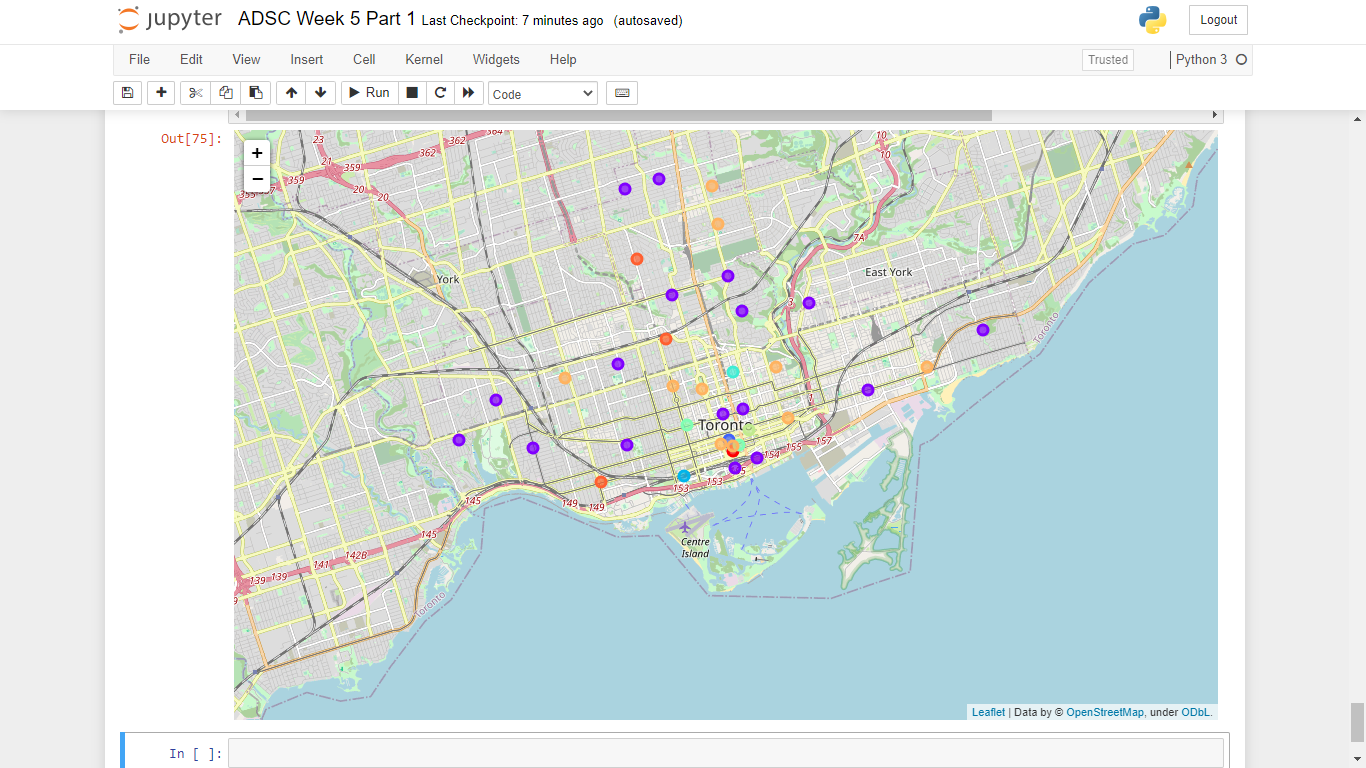 jupyter ADSC Week 5 Part 1 Last Checkpoint: 7 minutes ago (autosaved)
Logout
File Edit View Insert Cell Kernel Widgets Help
Trusted Python 3
Run Code
Out[75]:
+
−
23
362
364
10
21
359
362
10
359
20
20
7A
York
East York
3
Toronto
Toronto
157
155
154
153
153
145
149
149
145
Centre
Island
142B
141
139
139
9
Toronto
Leaflet | Data by © OpenStreetMap, under ODbL.
In [ ]: